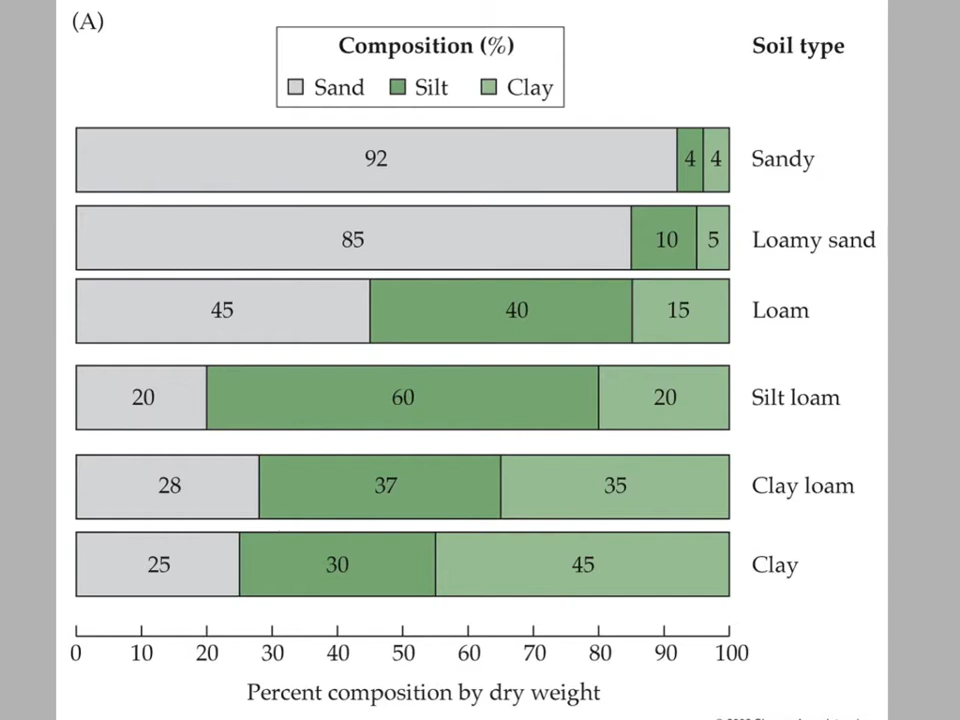 (A)
Composition (%)
Soil type
Sand Silt Clay
92 4 4 Sandy
85 10 5 Loamy sand
45 40 15 Loam
20 60 20 Silt loam
28 37 35 Clay loam
25 30 45 Clay
0 10 20 30 40 50 60 70 80 90 100
Percent composition by dry weight